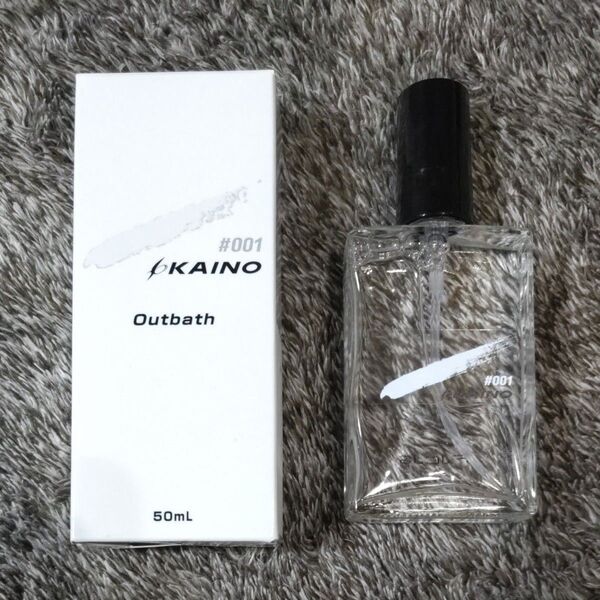 #001
KAINO
Outbath
50mL
#001
KAINO